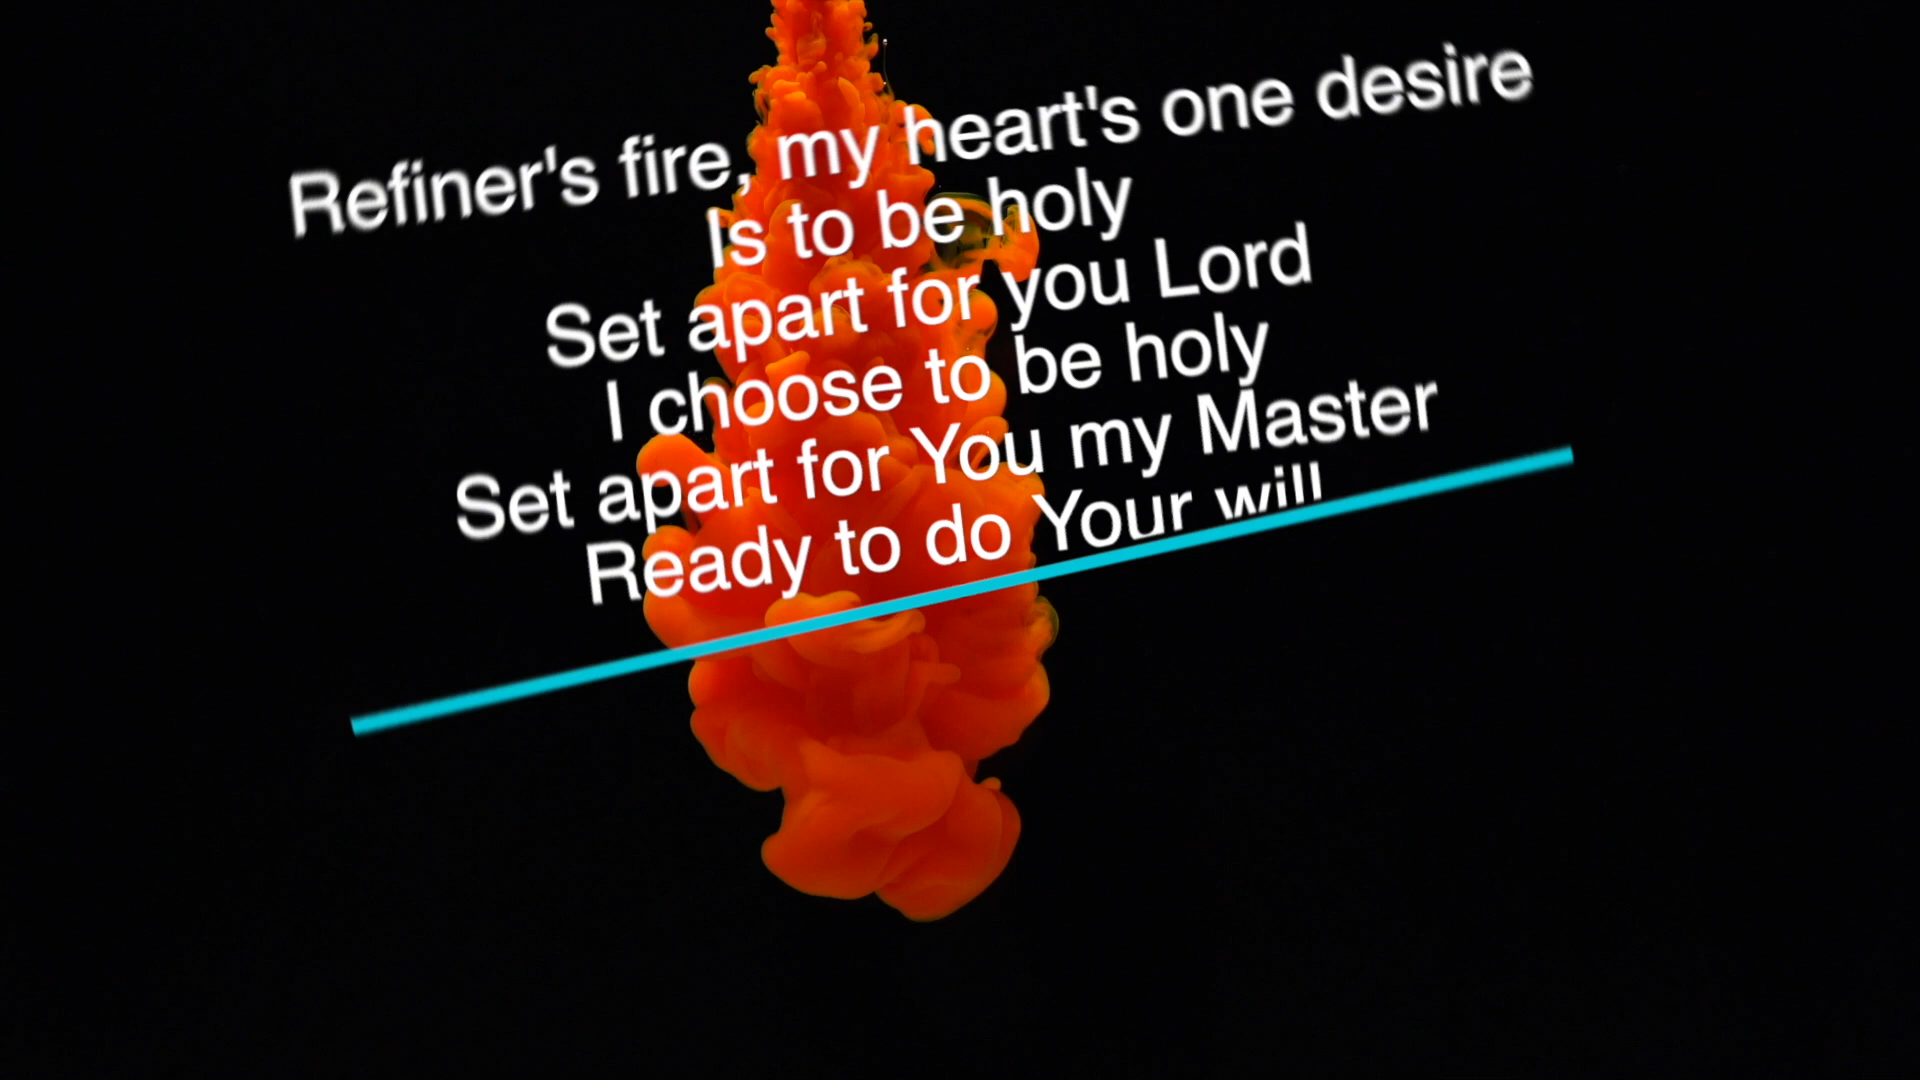 Refiner's fire, my heart's one desire
Is to be holy
Set apart for you Lord
I choose to be holy
Set apart for You my Master
Ready to do Your will